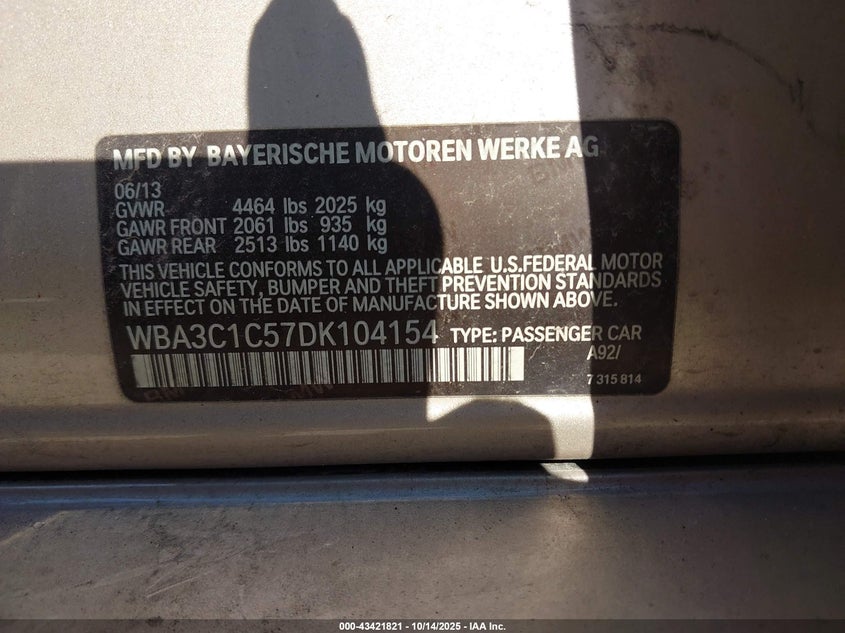 MFD BY BAYERISCHE MOTOREN WERKE AG
06/13
GVWR 4464 lbs 2025 kg
GAWR FRONT 2061 lbs 935 kg
GAWR REAR 2513 lbs 1140 kg
THIS VEHICLE CONFORMS TO ALL APPLICABLE U.S.FEDERAL MOTOR
VEHICLE SAFETY, BUMPER AND THEFT PREVENTION STANDARDS
IN EFFECT ON THE DATE OF MANUFACTURE SHOWN ABOVE.
WBA3C1C57DK104154 TYPE: PASSENGER CAR
A92/
7 315 814
000-43421821 | 10/14/2025 - IAA Inc.